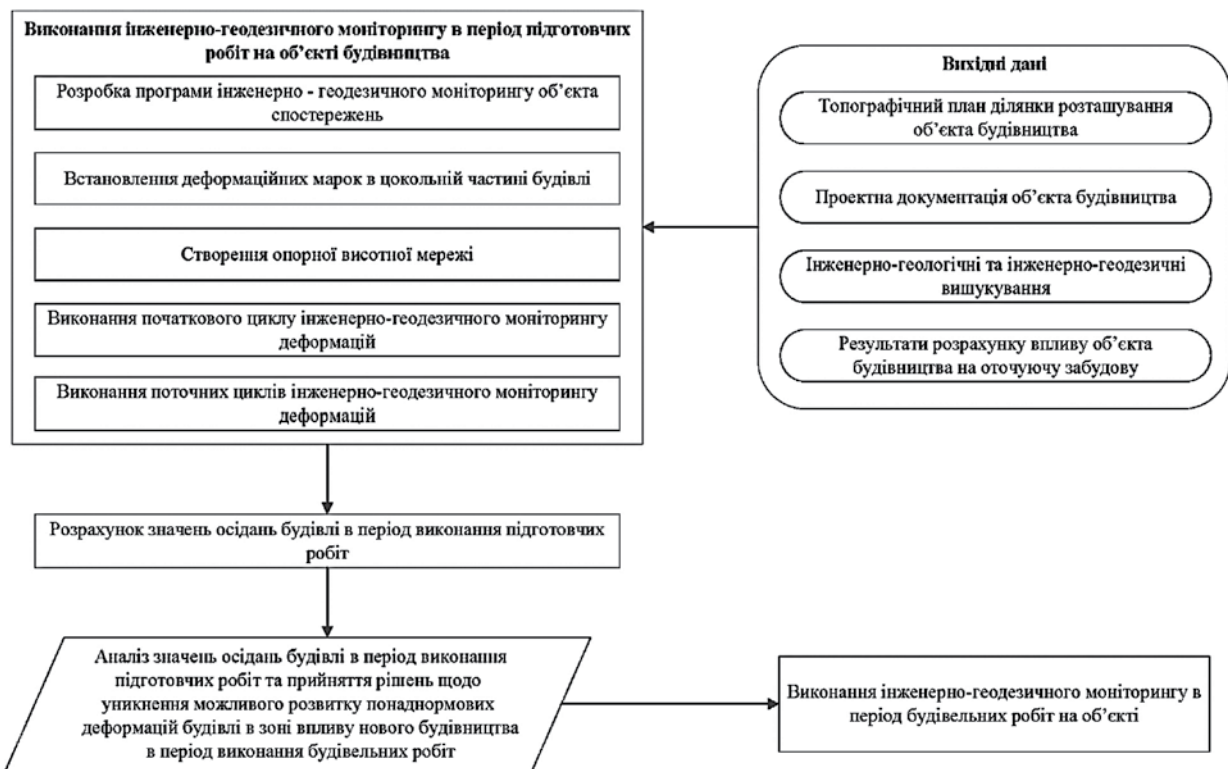 Виконання інженерно-геодезичного моніторингу в період підготовчих
робіт на об’єкті будівництва
Розробка програми інженерно - геодезичного моніторингу об’єкта
спостережень
Встановлення деформаційних марок в цокольній частині будівлі
Створення опорної висотної мережі
Виконання початкового циклу інженерно-геодезичного моніторингу
деформацій
Виконання поточних циклів інженерно-геодезичного моніторингу
деформацій
Вихідні дані
Топографічний план ділянки розташування
об’єкта будівництва
Проектна документація об’єкта будівництва
Інженерно-геологічні та інженерно-геодезичні
вишукування
Результати розрахунку впливу об’єкта
будівництва на оточуючу забудову
Розрахунок значень осідань будівлі в період виконання підготовчих
робіт
Аналіз значень осідань будівлі в період виконання
підготовчих робіт та прийняття рішень щодо
уникнення можливого розвитку понаднормових
деформацій будівлі в зоні впливу нового будівництва
в період виконання будівельних робіт
Виконання інженерно-геодезичного моніторингу в
період будівельних робіт на об’єкті